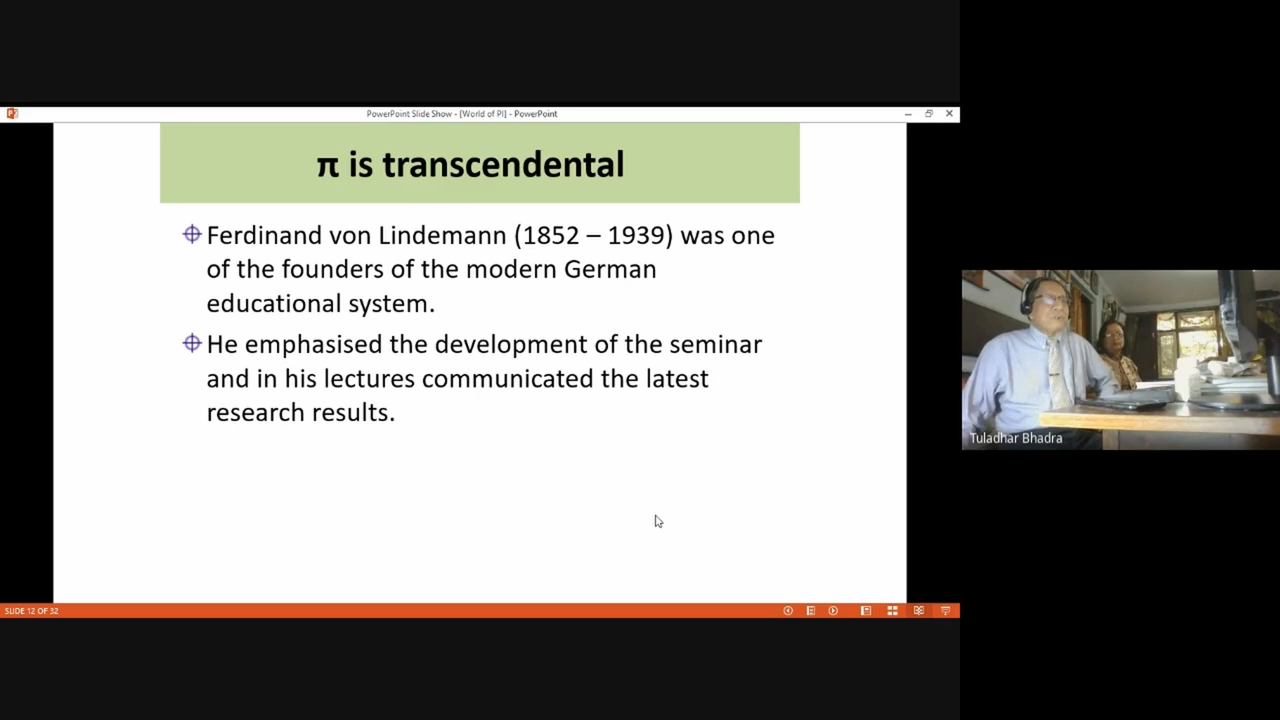 PowerPoint Slide Show - [World of PI] - PowerPoint
π is transcendental
Ferdinand von Lindemann (1852 – 1939) was one
of the founders of the modern German
educational system.
He emphasised the development of the seminar
and in his lectures communicated the latest
research results.
Tuladhar Bhadra
SLIDE 12 OF 32